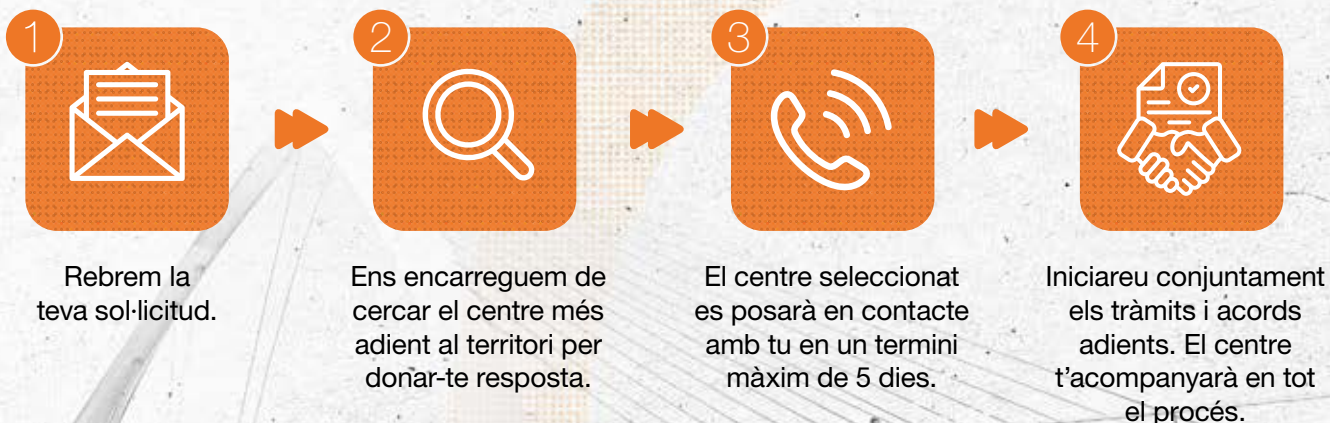 1
Rebrem la
teva sol·licitud.
2
Ens encarreguem de
cercar el centre més
adient al territori per
donar-te resposta.
3
El centre seleccionat
es posarà en contacte
amb tu en un termini
màxim de 5 dies.
4
Iniciareu conjuntament
els tràmits i acords
adients. El centre
t’acompanyarà en tot
el procés.